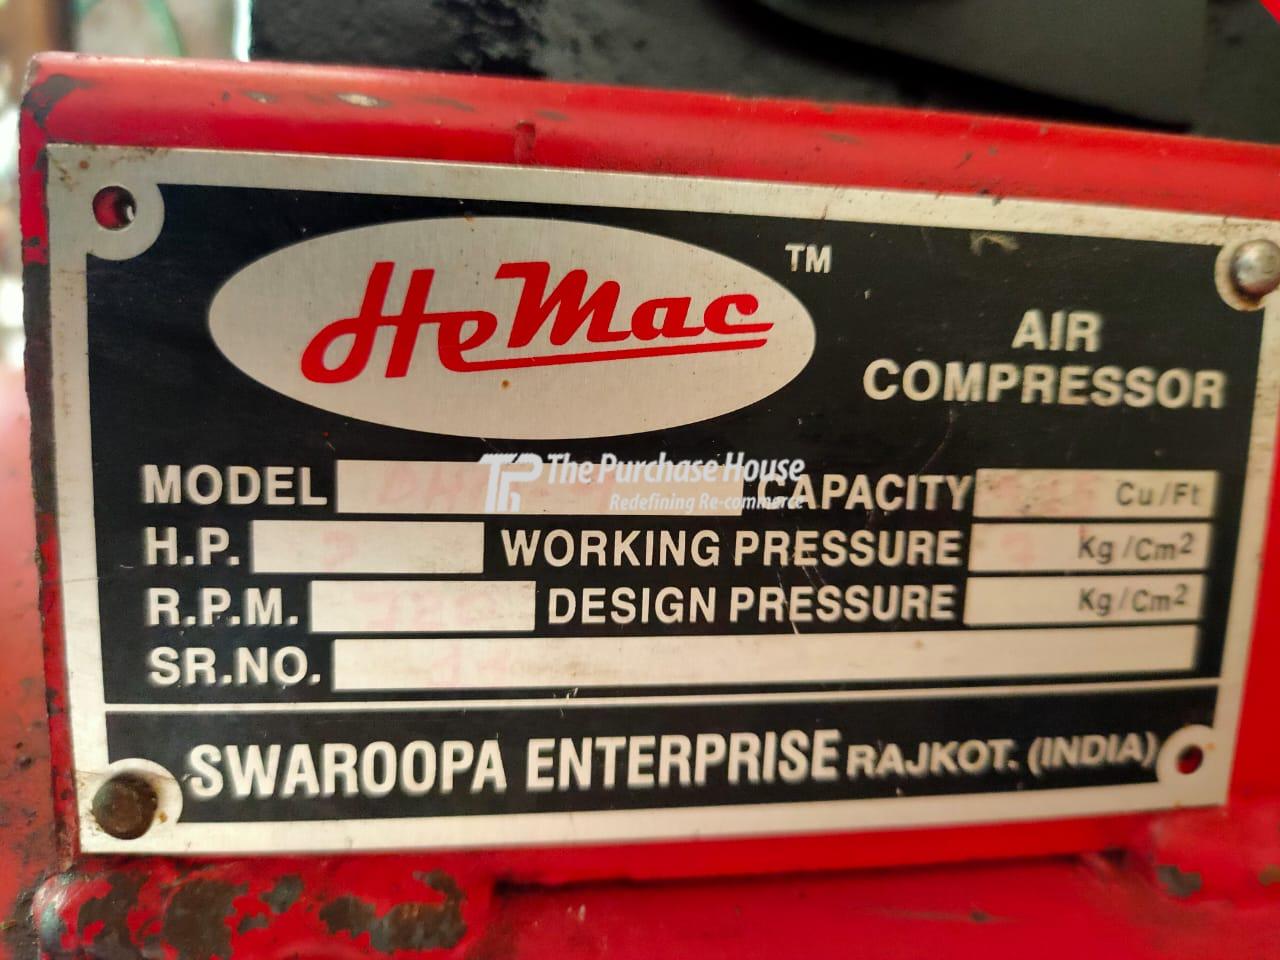 HeMac TM
AIR
COMPRESSOR
The Purchase House
Redefining Re-commerce
MODEL CAPACITY Cu/Ft
H.P. WORKING PRESSURE Kg/Cm2
R.P.M. DESIGN PRESSURE Kg/Cm2
SR.NO.
SWAROOPA ENTERPRISE RAJKOT. (INDIA)